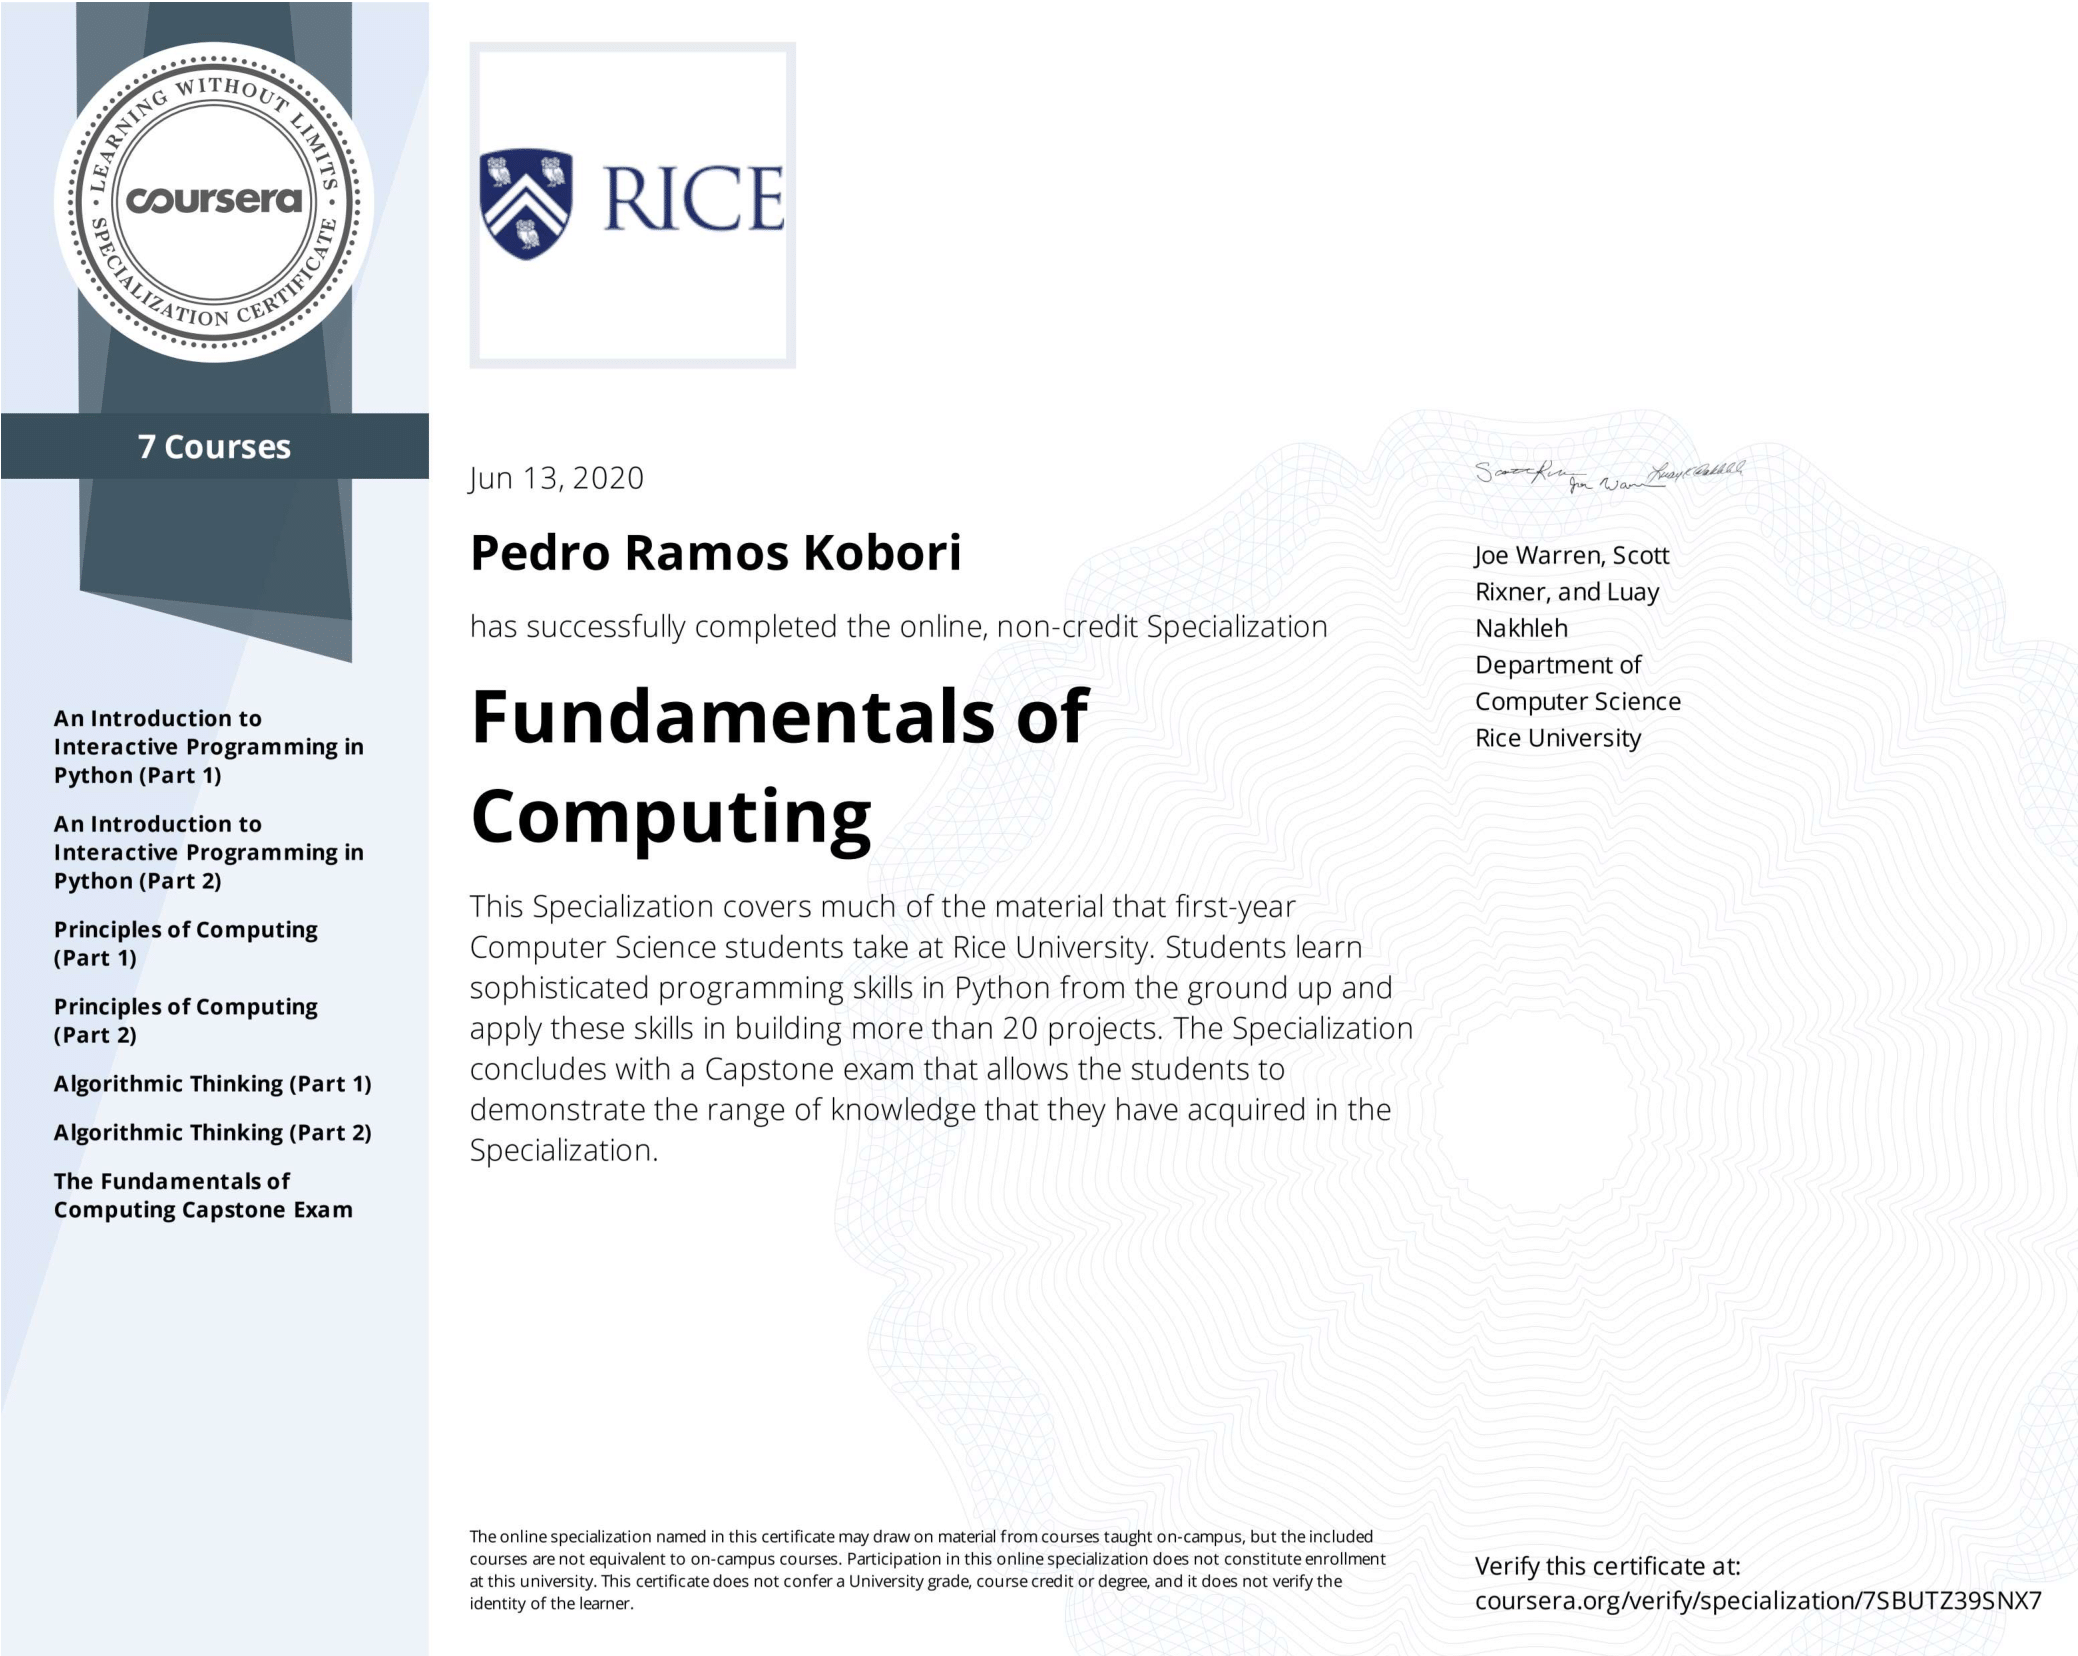 LEARNING WITHOUT LIMITS
coursera
SPECIALIZATION CERTIFICATE
7 Courses
An Introduction to
Interactive Programming in
Python (Part 1)
An Introduction to
Interactive Programming in
Python (Part 2)
Principles of Computing
(Part 1)
Principles of Computing
(Part 2)
Algorithmic Thinking (Part 1)
Algorithmic Thinking (Part 2)
The Fundamentals of
Computing Capstone Exam
RICE
Jun 13, 2020
Pedro Ramos Kobori
has successfully completed the online, non-credit Specialization
Fundamentals of
Computing
This Specialization covers much of the material that first-year
Computer Science students take at Rice University. Students learn
sophisticated programming skills in Python from the ground up and
apply these skills in building more than 20 projects. The Specialization
concludes with a Capstone exam that allows the students to
demonstrate the range of knowledge that they have acquired in the
Specialization.
Joe Warren, Scott
Rixner, and Luay
Nakhleh
Department of
Computer Science
Rice University
The online specialization named in this certificate may draw on material from courses taught on-campus, but the included
courses are not equivalent to on-campus courses. Participation in this online specialization does not constitute enrollment
at this university. This certificate does not confer a University grade, course credit or degree, and it does not verify the
identity of the learner.
Verify this certificate at:
coursera.org/verify/specialization/7SBUTZ39SNX7